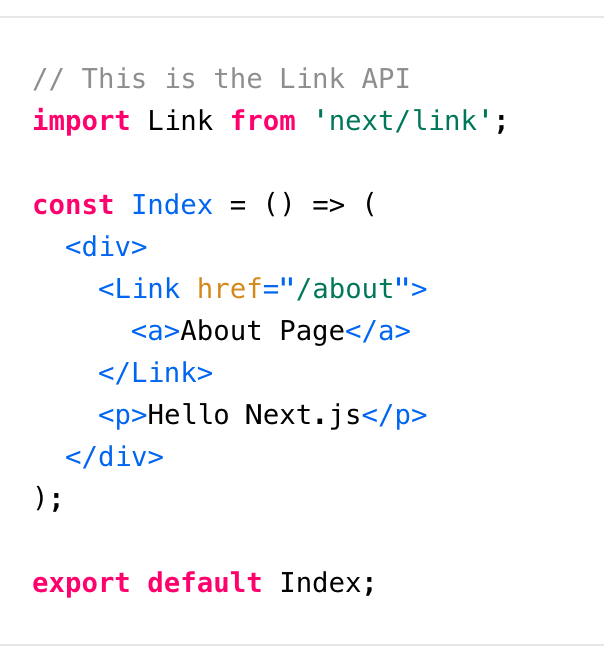 // This is the Link API
import Link from 'next/link';
const Index = () => (
<div>
<Link href="/about">
<a>About Page</a>
</Link>
<p>Hello Next.js</p>
</div>
);
export default Index;